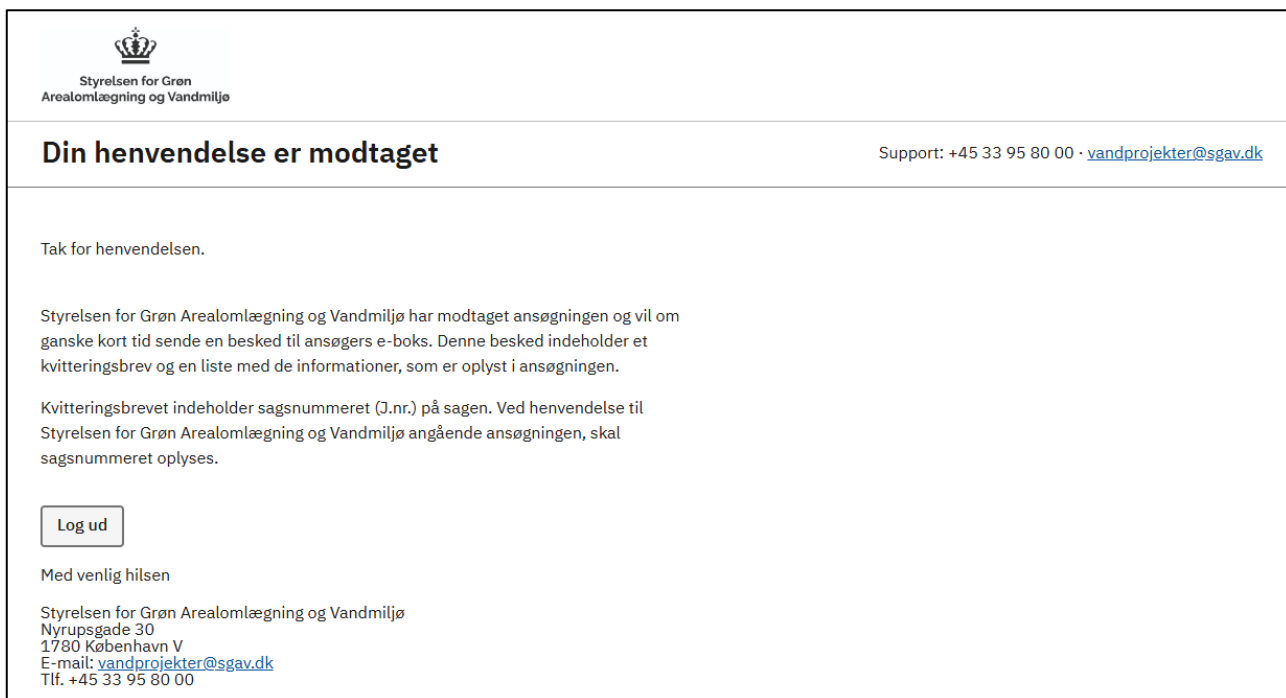 Styrelsen for Grøn
Arealomlægning og Vandmiljø
Din henvendelse er modtaget
Support: +45 33 95 80 00 · vandprojekter@sgav.dk
Tak for henvendelsen.
Styrelsen for Grøn Arealomlægning og Vandmiljø har modtaget ansøgningen og vil om
ganske kort tid sende en besked til ansøgers e-boks. Denne besked indeholder et
kvitteringsbrev og en liste med de informationer, som er oplyst i ansøgningen.
Kvitteringsbrevet indeholder sagsnummeret (J.nr.) på sagen. Ved henvendelse til
Styrelsen for Grøn Arealomlægning og Vandmiljø angående ansøgningen, skal
sagsnummeret oplyses.
Log ud
Med venlig hilsen
Styrelsen for Grøn Arealomlægning og Vandmiljø
Nyrupsgade 30
1780 København V
E-mail: vandprojekter@sgav.dk
Tlf. +45 33 95 80 00